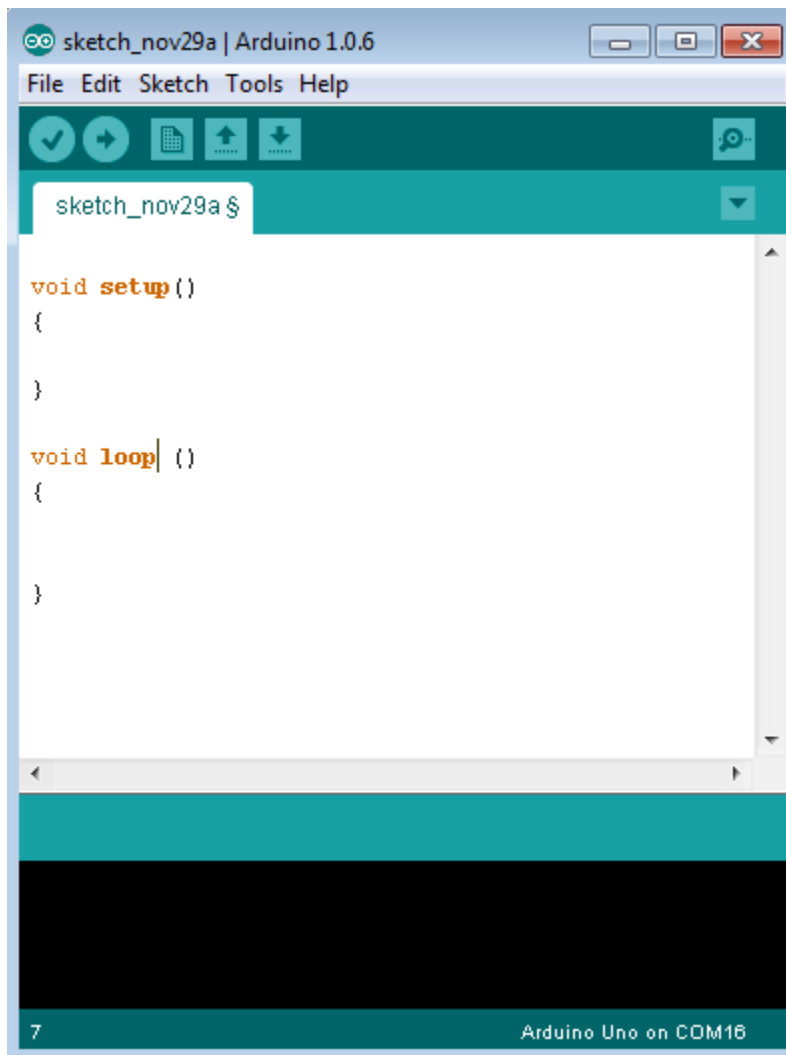 sketch_nov29a | Arduino 1.0.6
File Edit Sketch Tools Help
sketch_nov29a §
void setup()
{
}
void loop ()
{
}
7 Arduino Uno on COM16